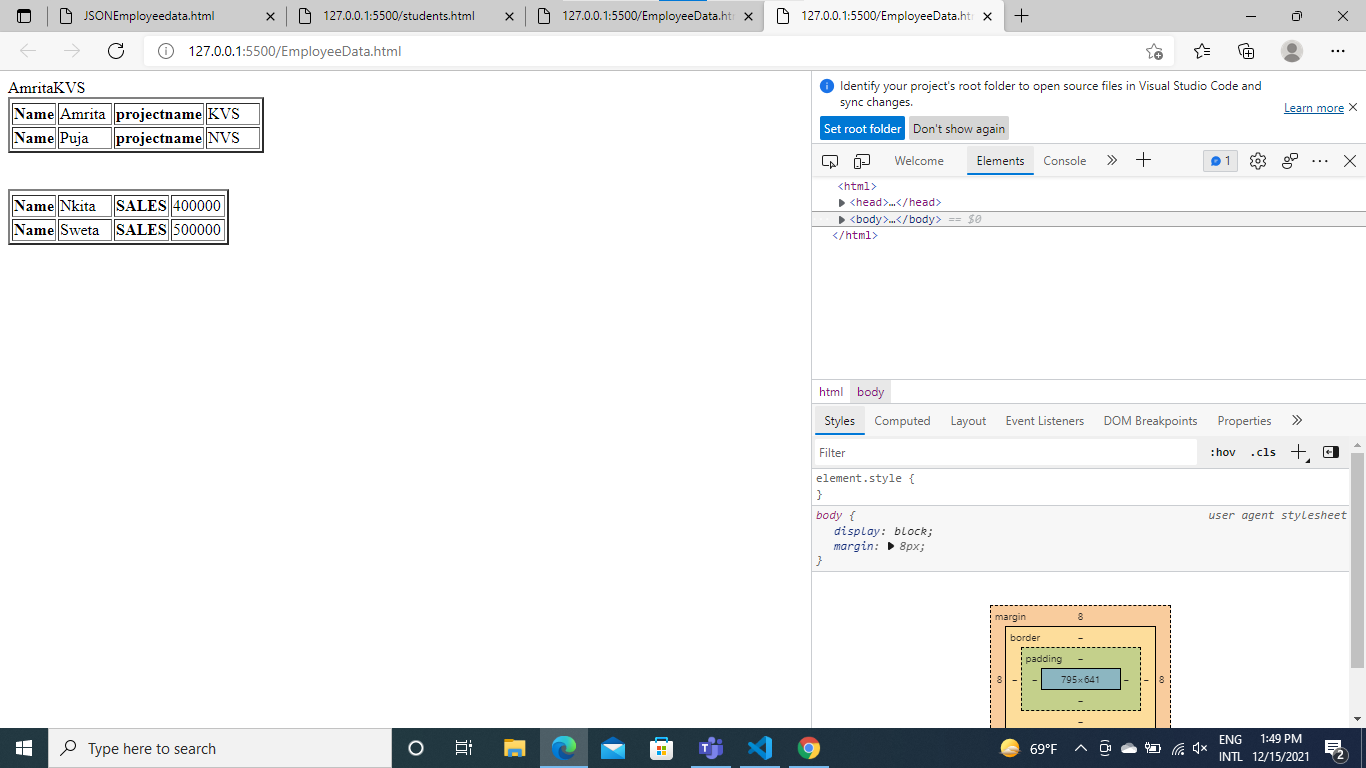 JSONEmployeedata.html
127.0.0.1:5500/students.html
127.0.0.1:5500/EmployeeData.ht
127.0.0.1:5500/EmployeeData.ht
127.0.0.1:5500/EmployeeData.html
AmritaKVS
Name Amrita projectname KVS
Name Puja projectname NVS
Name Nkita SALES 400000
Name Sweta SALES 500000
Identify your project's root folder to open source files in Visual Studio Code and
sync changes.
Learn more
Set root folder Don't show again
Welcome Elements Console 1
<html>
<head>…</head>
<body>…</body> == $0
</html>
html body
Styles Computed Layout Event Listeners DOM Breakpoints Properties
Filter :hov .cls
element.style {
}
body { user agent stylesheet
display: block;
margin: 8px;
}
margin 8
border –
padding –
8 – – 795×641 – – 8
–
–
Type here to search
69°F
ENG
INTL
1:49 PM
12/15/2021
2